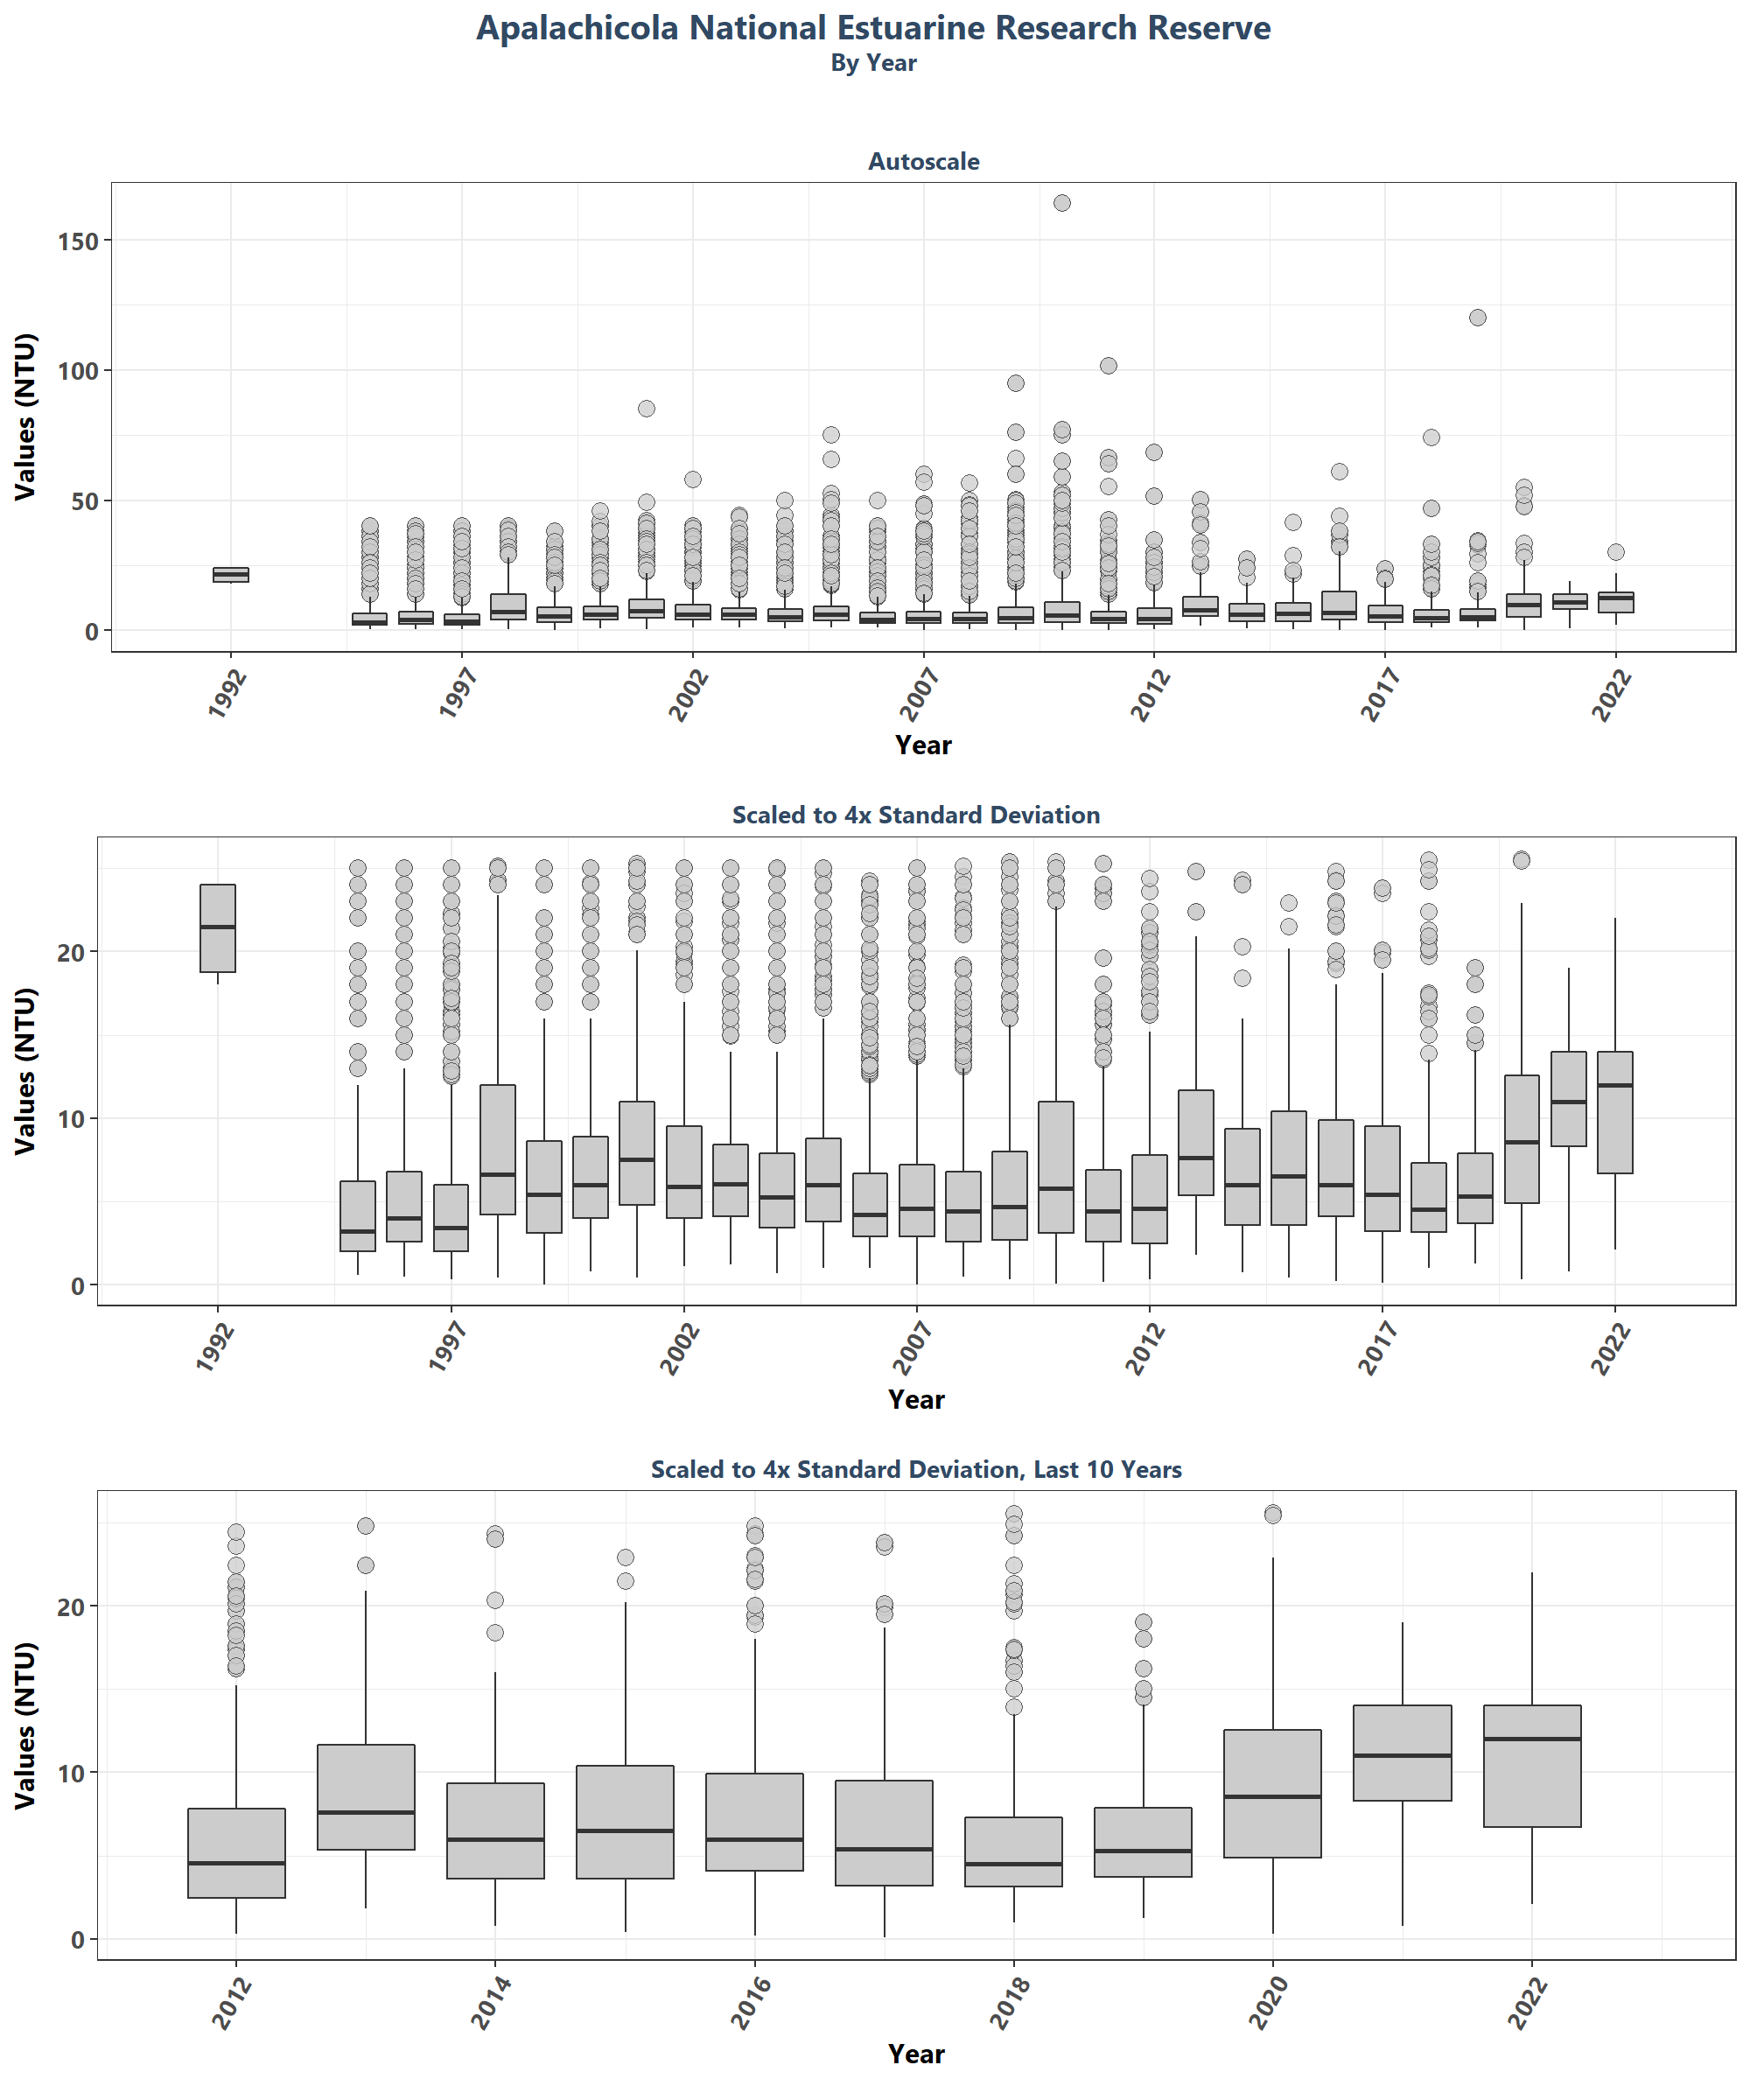 Apalachicola National Estuarine Research Reserve
By Year
Autoscale
Values (NTU)
150
100
50
0
1992
1997
2002
2007
2012
2017
2022
Year
Scaled to 4x Standard Deviation
Values (NTU)
20
10
0
1992
1997
2002
2007
2012
2017
2022
Year
Scaled to 4x Standard Deviation, Last 10 Years
Values (NTU)
20
10
0
2012
2014
2016
2018
2020
2022
Year